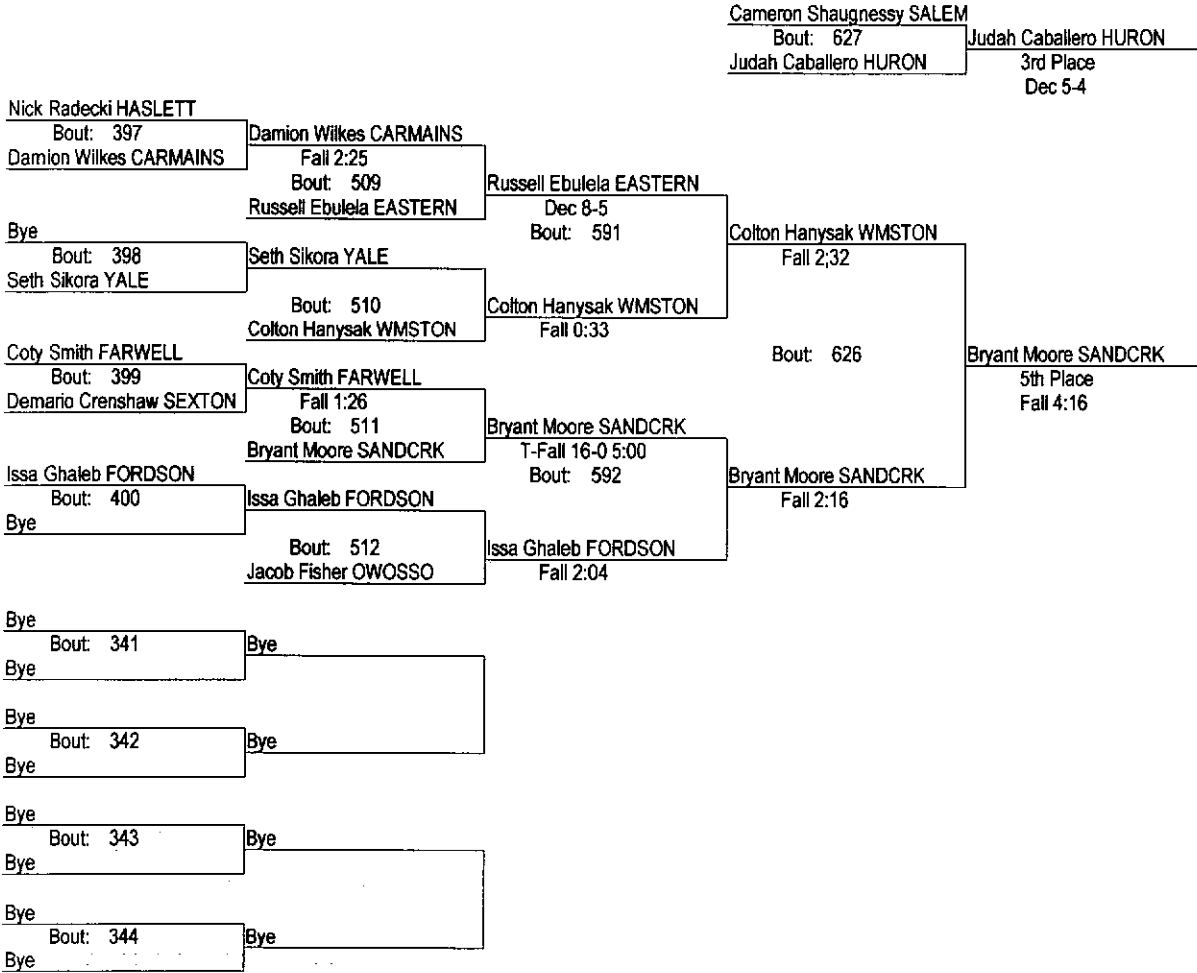 Cameron Shaugnessy SALEM
Bout: 627
Judah Caballero HURON
Judah Caballero HURON
3rd Place
Dec 5-4
Nick Radecki HASLETT
Bout: 397
Damion Wilkes CARMAINS
Damion Wilkes CARMAINS
Fall 2:25
Bout: 509
Russell Ebulela EASTERN
Russell Ebulela EASTERN
Dec 8-5
Bout: 591
Bye
Bout: 398
Seth Sikora YALE
Seth Sikora YALE
Bout: 510
Colton Hanysak WMSTON
Colton Hanysak WMSTON
Fall 0:33
Colton Hanysak WMSTON
Fall 2;32
Bout: 626
Bryant Moore SANDCRK
5th Place
Fall 4:16
Coty Smith FARWELL
Bout: 399
Demario Crenshaw SEXTON
Coty Smith FARWELL
Fall 1:26
Bout: 511
Bryant Moore SANDCRK
Bryant Moore SANDCRK
T-Fall 16-0 5:00
Bout: 592
Bryant Moore SANDCRK
Fall 2:16
Issa Ghaleb FORDSON
Bout: 400
Bye
Issa Ghaleb FORDSON
Bout: 512
Jacob Fisher OWOSSO
Issa Ghaleb FORDSON
Fall 2:04
Bye
Bout: 341
Bye
Bye
Bye
Bout: 342
Bye
Bye
Bye
Bout: 343
Bye
Bye
Bye
Bout: 344
Bye
Bye